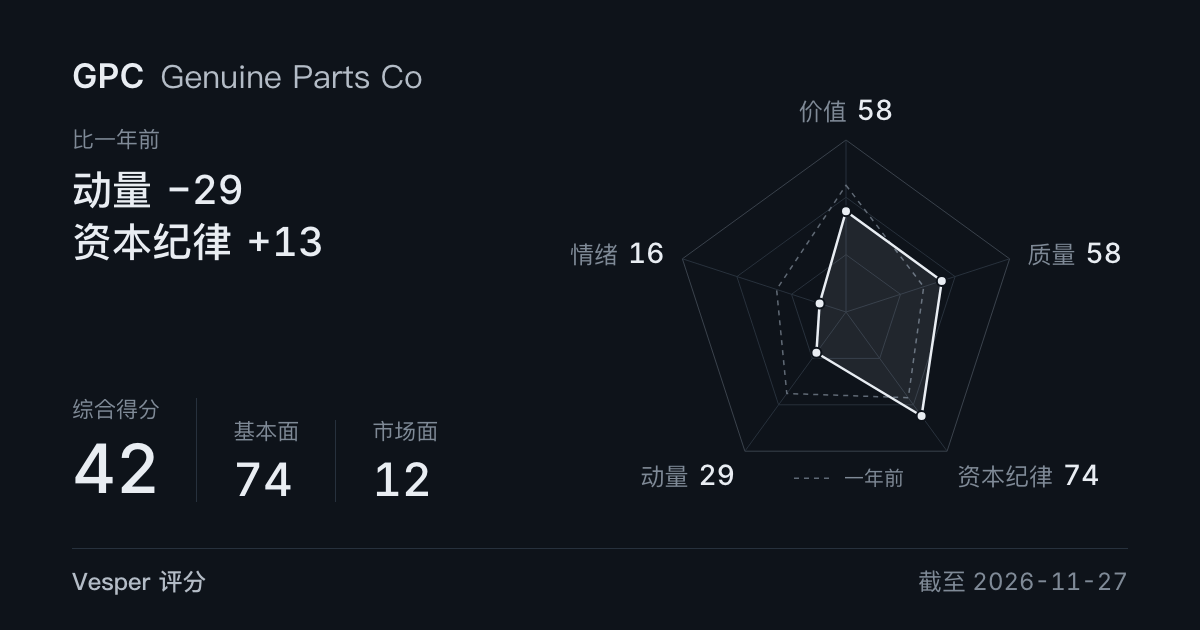 GPC Genuine Parts Co
比一年前
动量 −29
资本纪律 +13
综合得分
42
基本面
74
市场面
12
价值 58
情绪 16
质量 58
动量 29
一年前
资本纪律 74
Vesper 评分
截至 2026-11-27